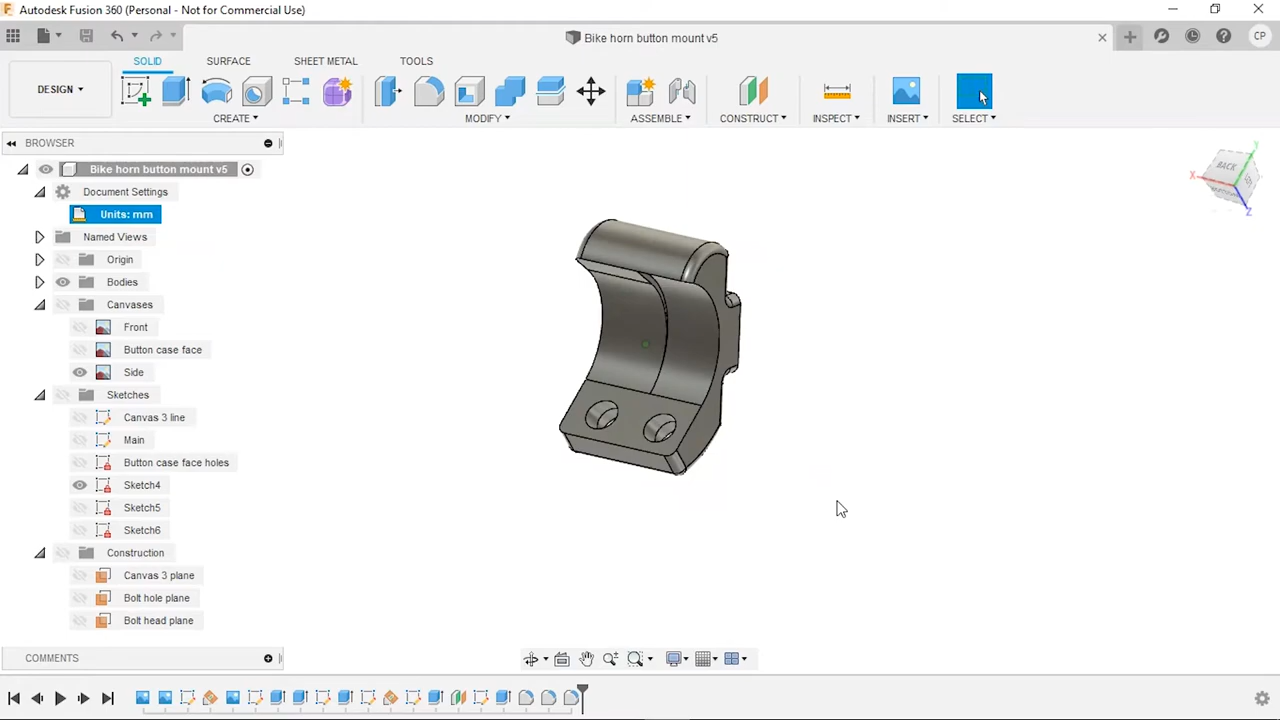 Autodesk Fusion 360 (Personal - Not for Commercial Use)
Bike horn button mount v5
CP
SOLID SURFACE SHEET METAL TOOLS
DESIGN
CREATE MODIFY ASSEMBLE CONSTRUCT INSPECT INSERT SELECT
BROWSER
Bike horn button mount v5
Document Settings
Units: mm
Named Views
Origin
Bodies
Canvases
Front
Button case face
Side
Sketches
Canvas 3 line
Main
Button case face holes
Sketch4
Sketch5
Sketch6
Construction
Canvas 3 plane
Bolt hole plane
Bolt head plane
COMMENTS
BACK
X
Y
Z